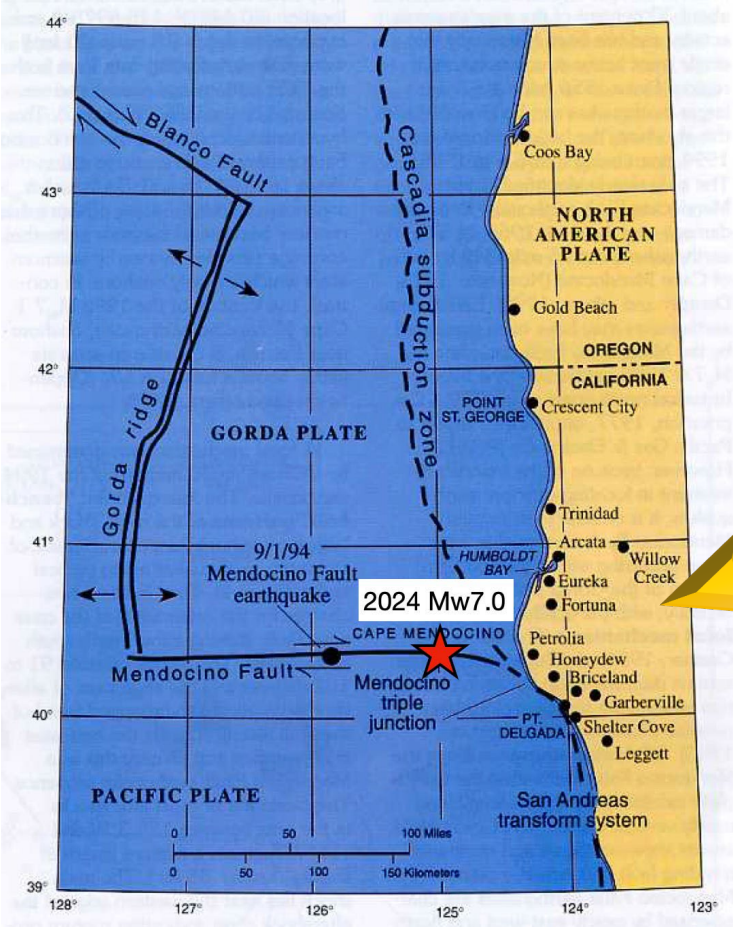 44°
Blanco Fault
Coos Bay
43°
Cascadia subduction zone
NORTH
AMERICAN
PLATE
Gold Beach
OREGON
42°
CALIFORNIA
POINT
ST. GEORGE
Crescent City
Gorda ridge
GORDA PLATE
Trinidad
41°
9/1/94
Mendocino Fault
earthquake
Arcata
HUMBOLDT
BAY
Willow
Creek
Eureka
2024 Mw7.0
Fortuna
CAPE MENDOCINO
Petrolia
Mendocino Fault
Honeydew
Mendocino
triple
junction
Briceland
Garberville
40°
PT.
DELGADA
Shelter Cove
Leggett
PACIFIC PLATE
San Andreas
transform system
0 50 100 Miles
0 50 100 150 Kilometers
39°
128° 127° 126° 125° 124° 123°